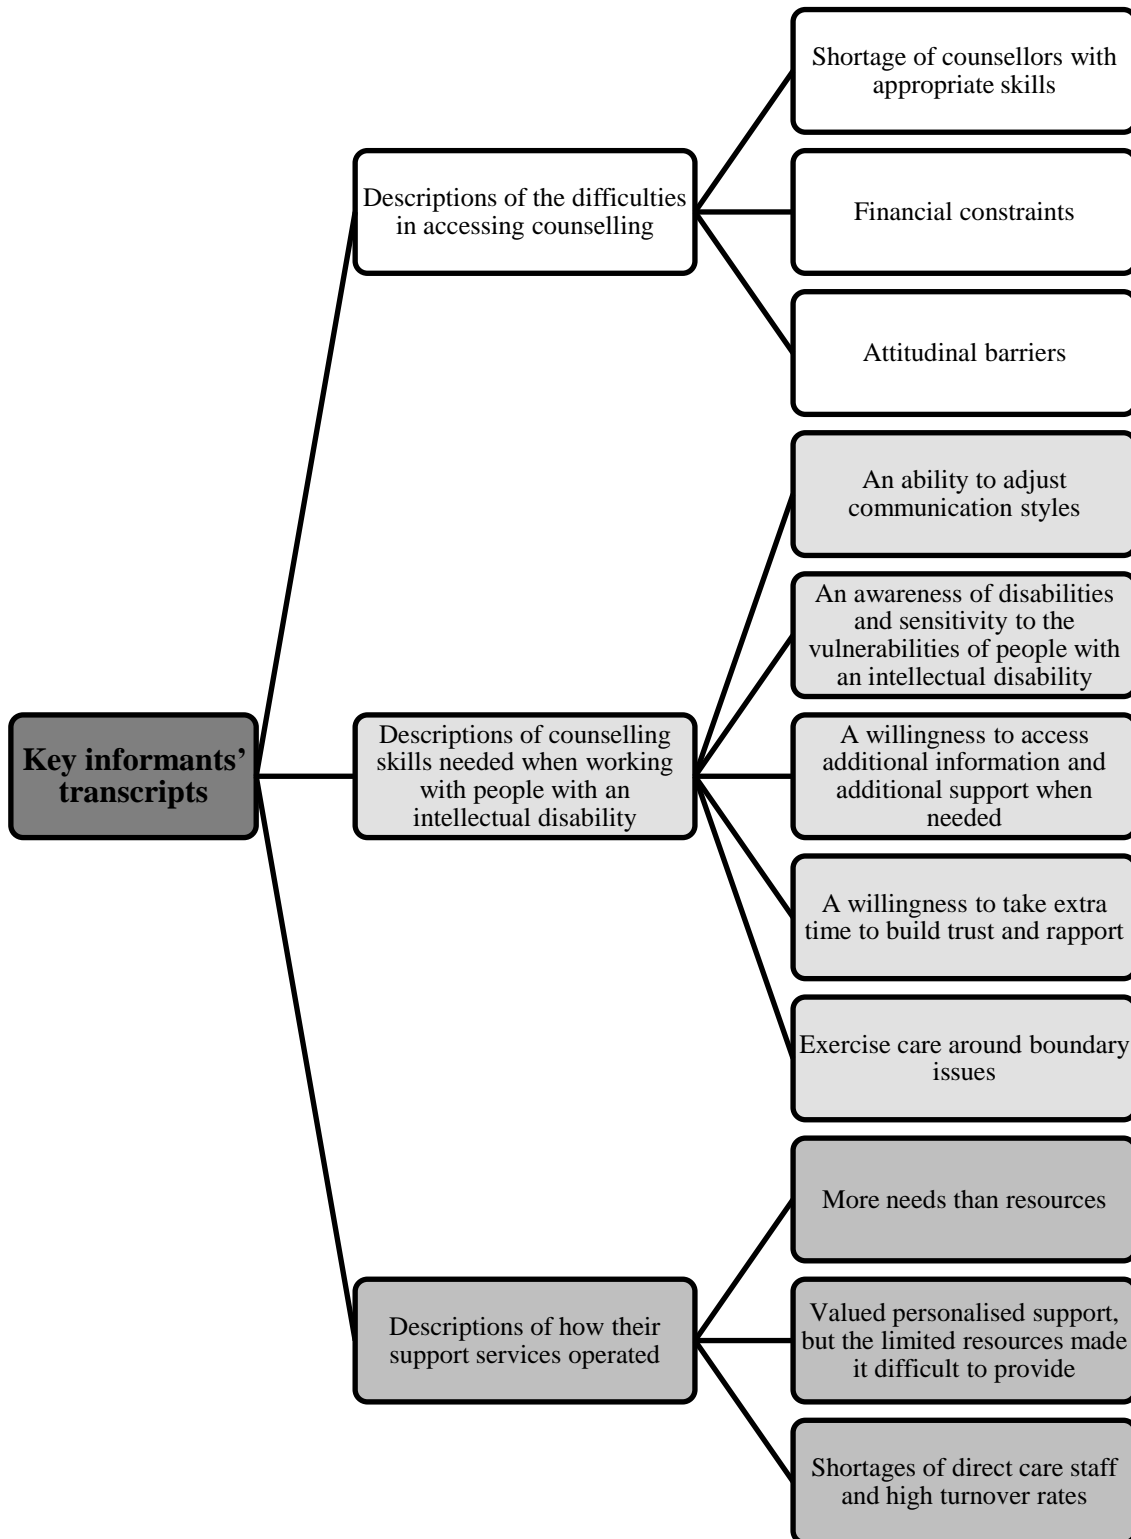 Shortage of counsellors with
appropriate skills
Descriptions of the difficulties
in accessing counselling
Financial constraints
Attitudinal barriers
An ability to adjust
communication styles
An awareness of disabilities
and sensitivity to the
vulnerabilities of people with
an intellectual disability
Key informants’
transcripts
Descriptions of counselling
skills needed when working
with people with an
intellectual disability
A willingness to access
additional information and
additional support when
needed
A willingness to take extra
time to build trust and rapport
Exercise care around boundary
issues
More needs than resources
Descriptions of how their
support services operated
Valued personalised support,
but the limited resources made
it difficult to provide
Shortages of direct care staff
and high turnover rates